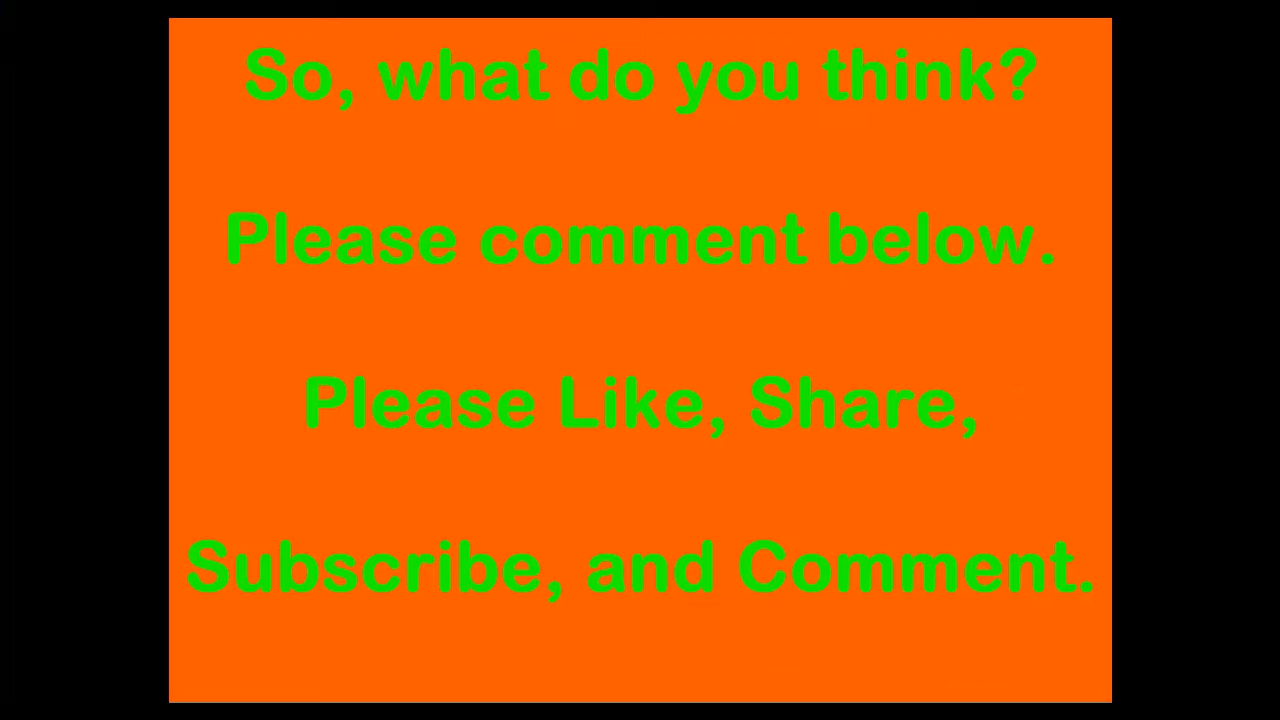 So, what do you think?
Please comment below.
Please Like, Share,
Subscribe, and Comment.